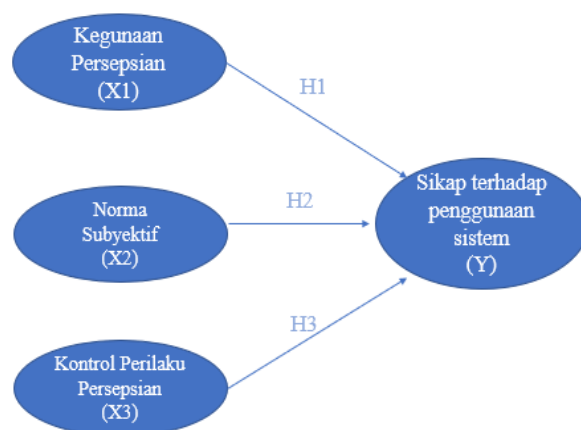 Kegunaan
Persepsian
(X1)
H1
Norma
Subyektif
(X2)
H2
Sikap terhadap
penggunaan
sistem
(Y)
Kontrol Perilaku
Persepsian
(X3)
H3